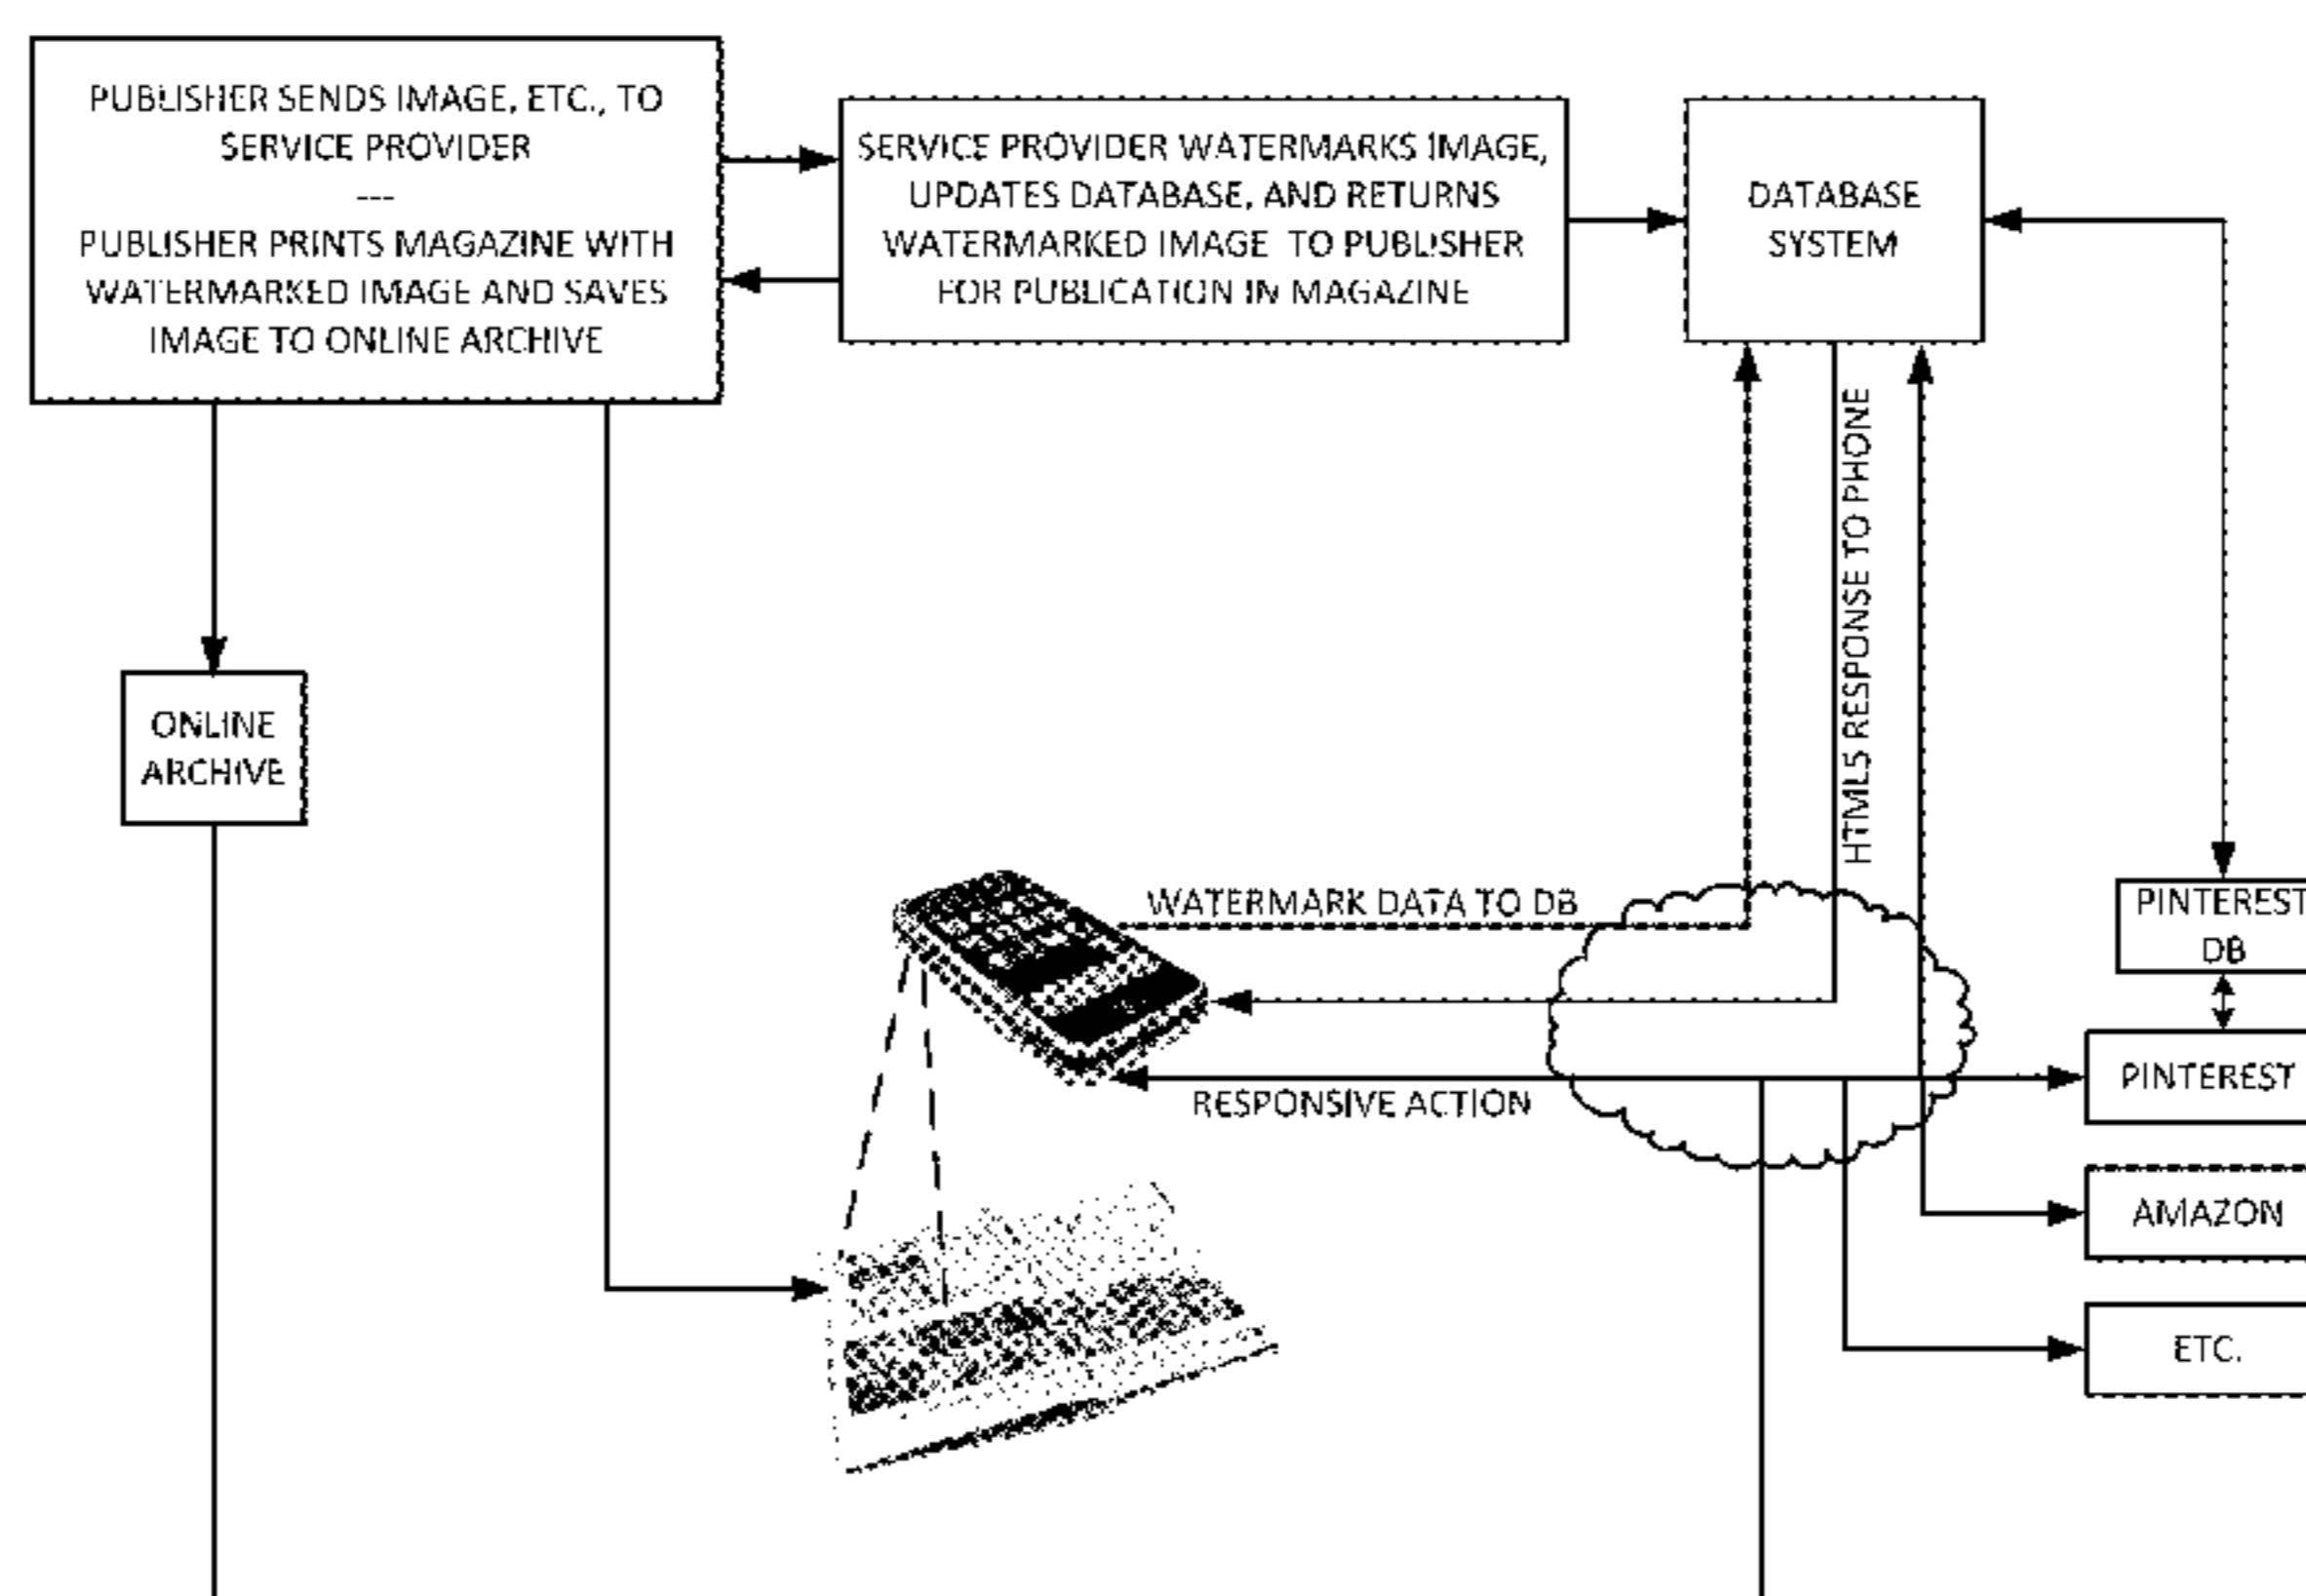 PUBLISHER SENDS IMAGE, ETC., TO
SERVICE PROVIDER
---
PUBLISHER PRINTS MAGAZINE WITH
WATERMARKED IMAGE AND SAVES
IMAGE TO ONLINE ARCHIVE
SERVICE PROVIDER WATERMARKS IMAGE,
UPDATES DATABASE, AND RETURNS
WATERMARKED IMAGE TO PUBLISHER
FOR PUBLICATION IN MAGAZINE
DATABASE
SYSTEM
HTML5 RESPONSE TO PHONE
ONLINE
ARCHIVE
WATERMARK DATA TO DB
PINTEREST
DB
RESPONSIVE ACTION
PINTEREST
AMAZON
ETC.